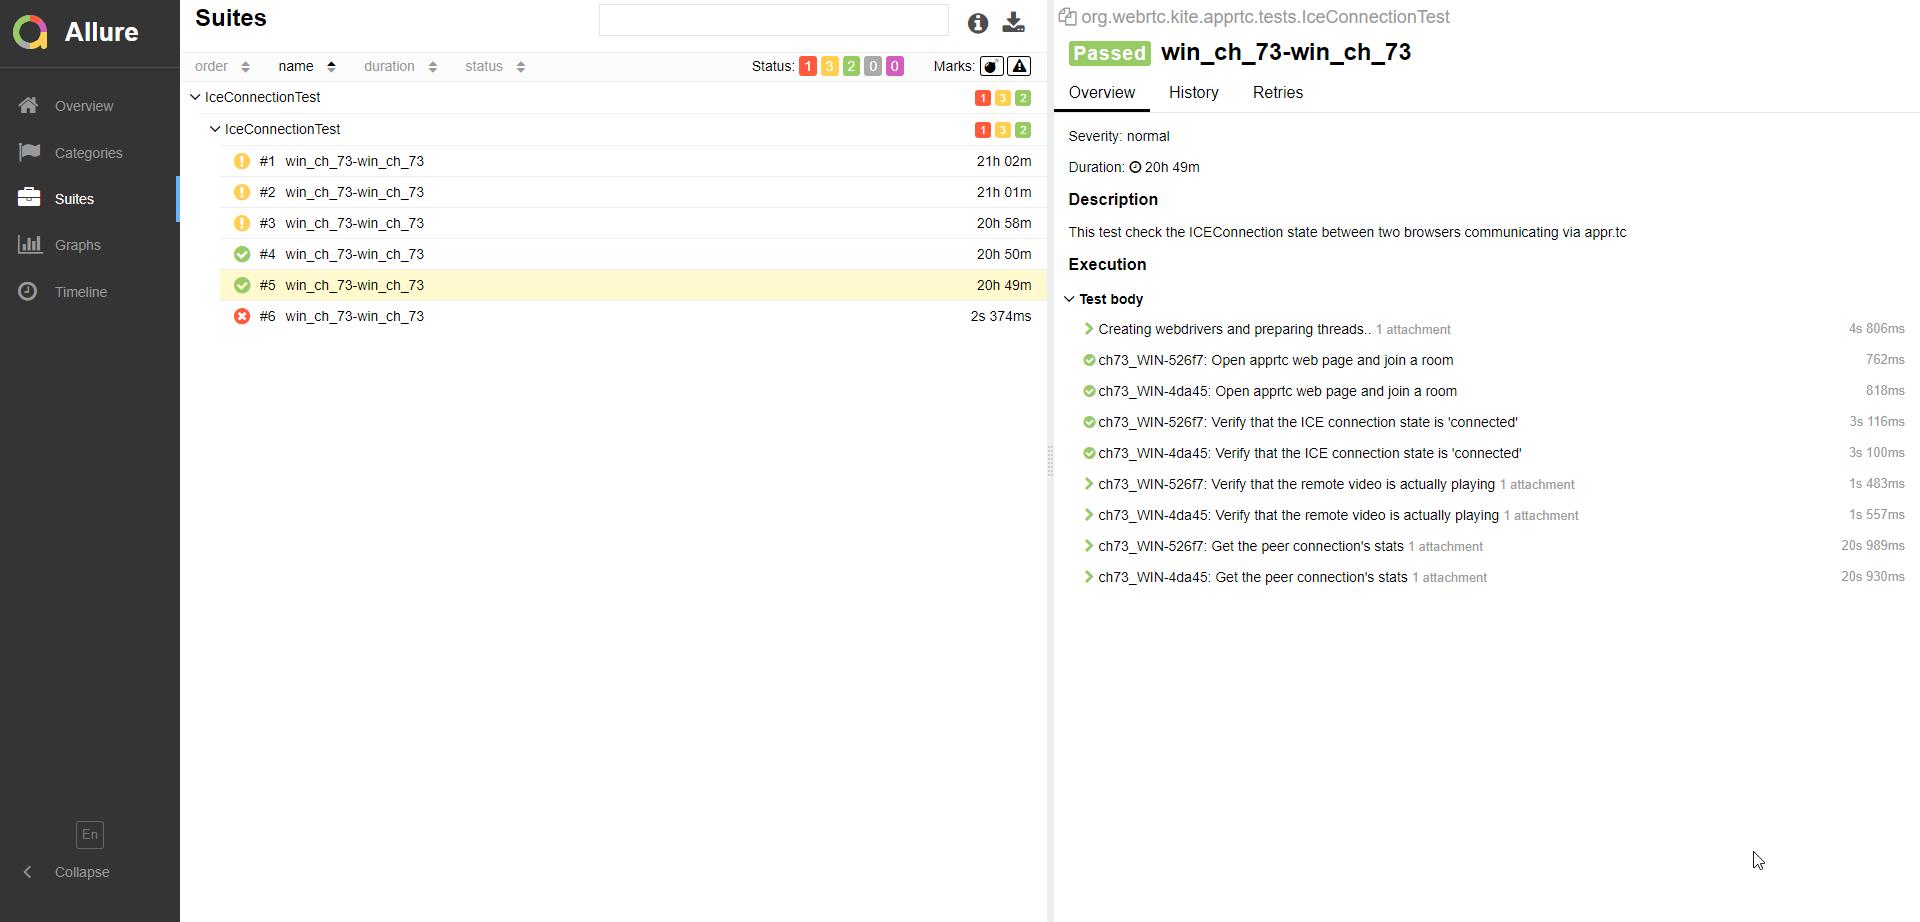 Allure
Overview
Categories
Suites
Graphs
Timeline
En
Collapse
Suites
order name duration status Status: 1 3 2 0 0 Marks:
IceConnectionTest 1 3 2
IceConnectionTest 1 3 2
#1 win_ch_73-win_ch_73 21h 02m
#2 win_ch_73-win_ch_73 21h 01m
#3 win_ch_73-win_ch_73 20h 58m
#4 win_ch_73-win_ch_73 20h 50m
#5 win_ch_73-win_ch_73 20h 49m
#6 win_ch_73-win_ch_73 2s 374ms
org.webrtc.kite.apprtc.tests.IceConnectionTest
Passed win_ch_73-win_ch_73
Overview History Retries
Severity: normal
Duration: 20h 49m
Description
This test check the ICEConnection state between two browsers communicating via appr.tc
Execution
Test body
Creating webdrivers and preparing threads.. 1 attachment 4s 806ms
ch73_WIN-526f7: Open apprtc web page and join a room 762ms
ch73_WIN-4da45: Open apprtc web page and join a room 818ms
ch73_WIN-526f7: Verify that the ICE connection state is 'connected' 3s 116ms
ch73_WIN-4da45: Verify that the ICE connection state is 'connected' 3s 100ms
ch73_WIN-526f7: Verify that the remote video is actually playing 1 attachment 1s 483ms
ch73_WIN-4da45: Verify that the remote video is actually playing 1 attachment 1s 557ms
ch73_WIN-526f7: Get the peer connection's stats 1 attachment 20s 989ms
ch73_WIN-4da45: Get the peer connection's stats 1 attachment 20s 930ms